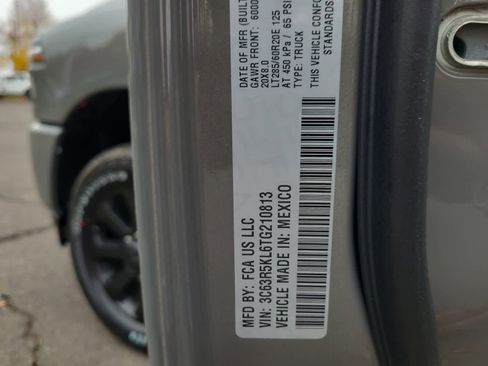 DATE OF MFR (BUILT
GAWR FRONT 6000
20X8.0
LT285/60R20E 125
AT 450 kPa / 65 PSI
TYPE: TRUCK
THIS VEHICLE CONFO
STANDARDS
MFD BY: FCA US LLC
VIN: 3C63R5KL6TG210813
VEHICLE MADE IN: MEXICO